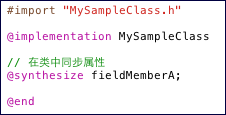 #import "MySampleClass.h"
@implementation MySampleClass
// 在类中同步属性
@synthesize fieldMemberA;
@end